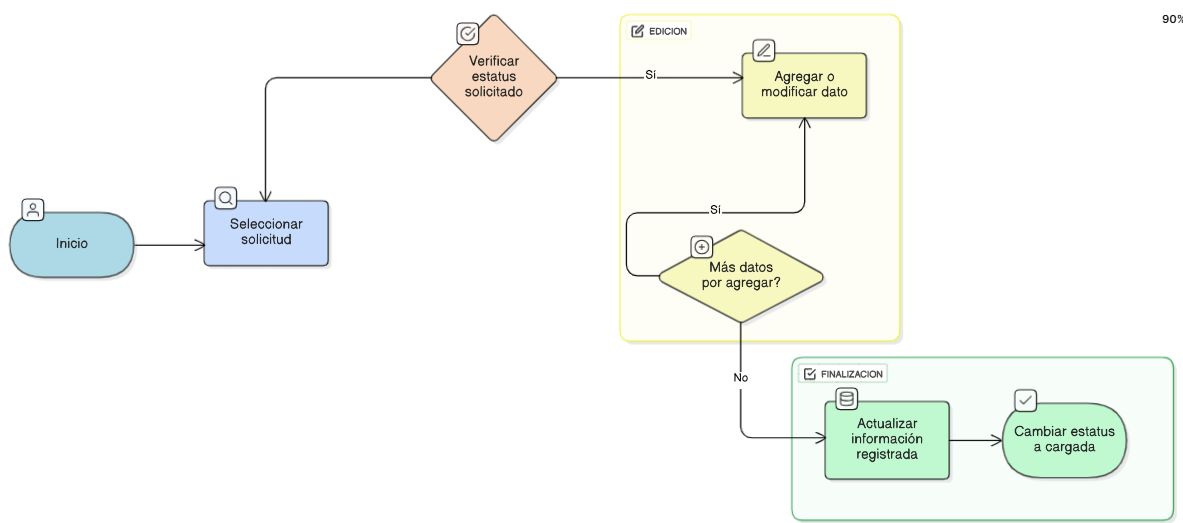 90%
EDICION
Verificar
estatus
solicitado
Sí
Agregar o
modificar dato
Inicio
Seleccionar
solicitud
Sí
Más datos
por agregar?
No
FINALIZACION
Actualizar
información
registrada
Cambiar estatus
a cargada